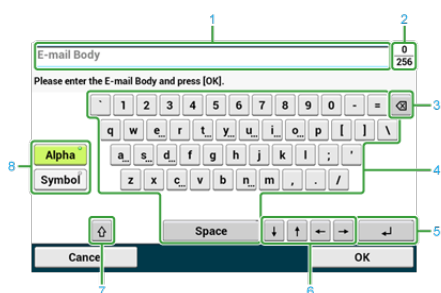 1 2
E-mail Body 0
256
Please enter the E-mail Body and press [OK].
` 1 2 3 4 5 6 7 8 9 0 - = ⌫ 3
q w e r t y u i o p [ ] \
8 Alpha a s d f g h j k l ; ' 4
Symbol z x c v b n m , . /
⇧ Space ↓ ↑ ← → ↵ 5
Cancel OK
7 6